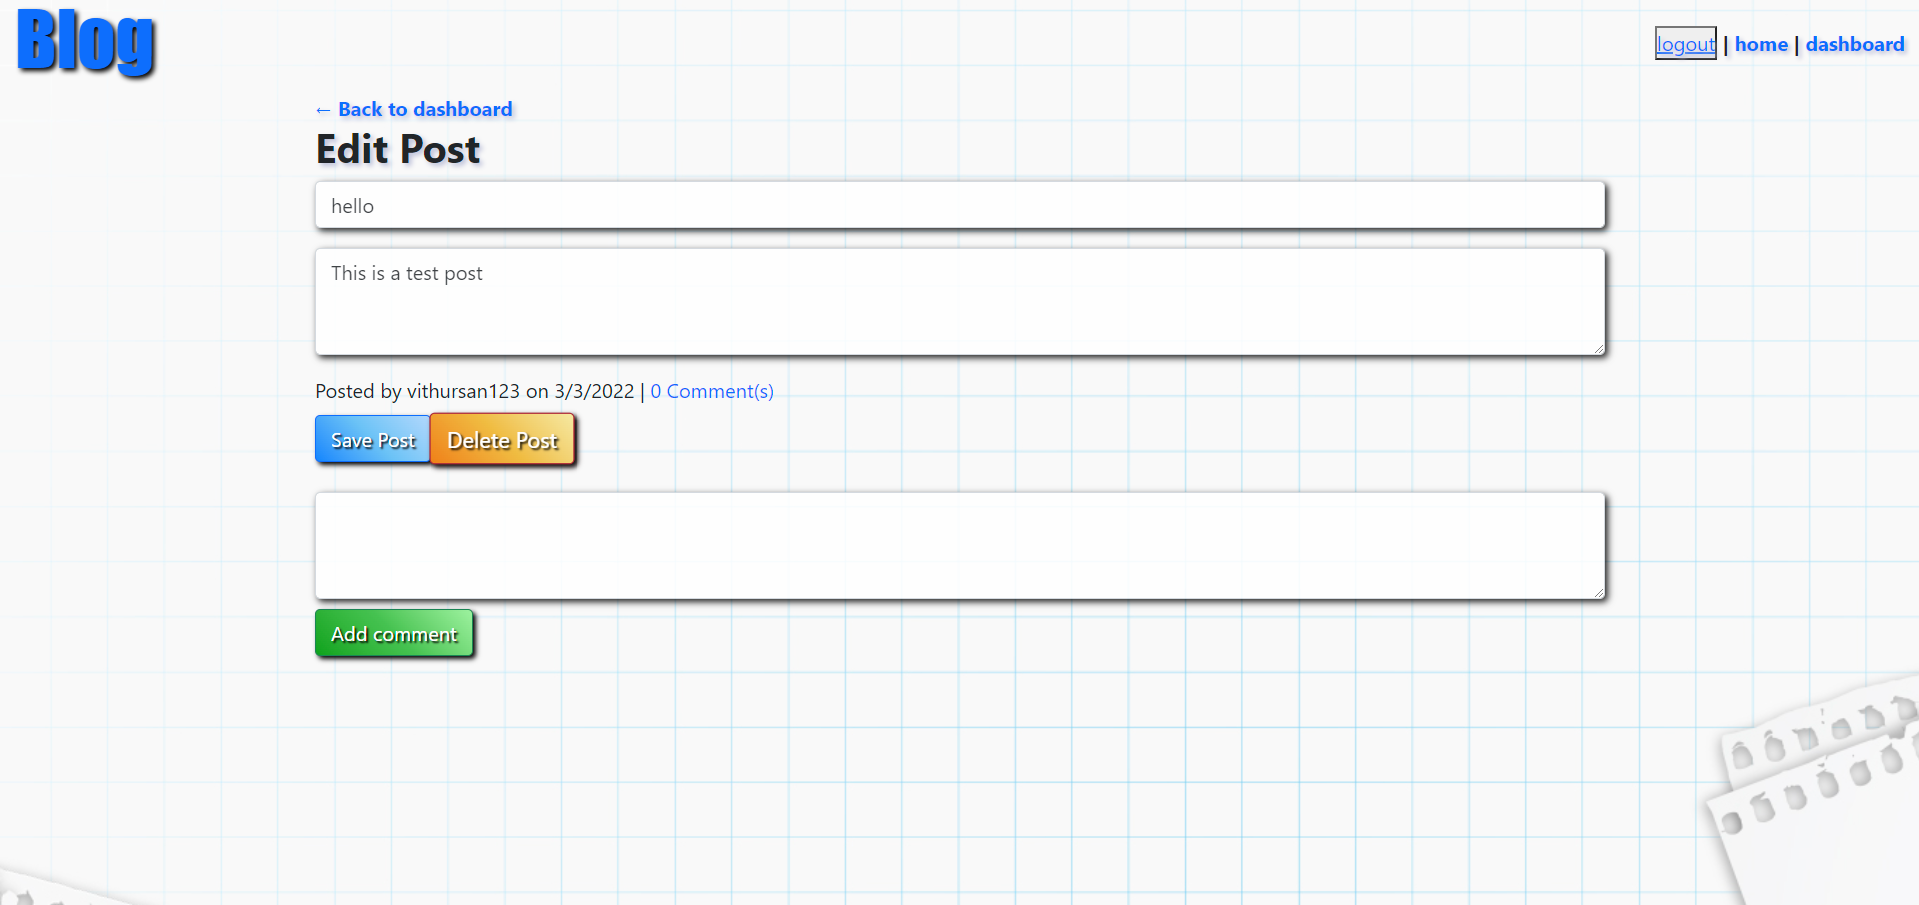 Blog
logout | home | dashboard
← Back to dashboard
Edit Post
hello
This is a test post
Posted by vithursan123 on 3/3/2022 | 0 Comment(s)
Save Post Delete Post
Add comment